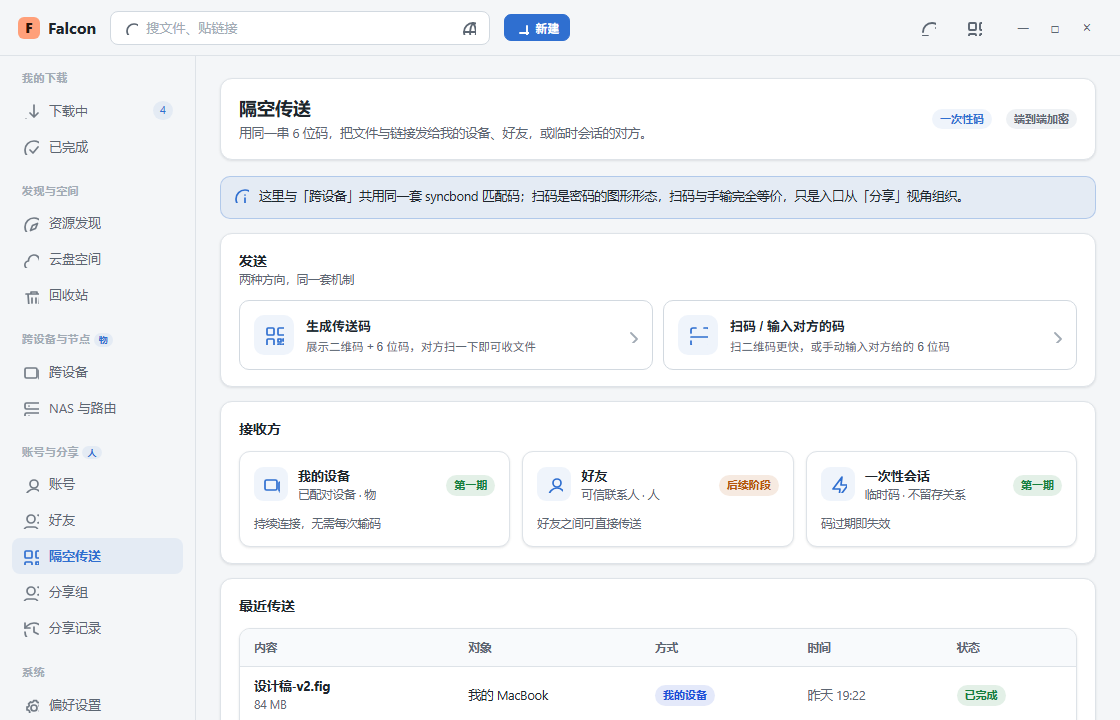 F Falcon
搜文件、贴链接
新建
我的下载
下载中 4
已完成
发现与空间
资源发现
云盘空间
回收站
跨设备与节点 物
跨设备
NAS 与路由
账号与分享 人
账号
好友
隔空传送
分享组
分享记录
系统
偏好设置
隔空传送
用同一串 6 位码，把文件与链接发给我的设备、好友，或临时会话的对方。
一次性码 端到端加密
这里与「跨设备」共用同一套 syncbond 匹配码；扫码是密码的图形形态，扫码与手输完全等价，只是入口从「分享」视角组织。
发送
两种方向，同一套机制
生成传送码
展示二维码 + 6 位码，对方扫一下即可收文件
扫码 / 输入对方的码
扫二维码更快，或手动输入对方给的 6 位码
接收方
我的设备
已配对设备 · 物
第一期
持续连接，无需每次输码
好友
可信联系人 · 人
后续阶段
好友之间可直接传送
一次性会话
临时码 · 不留存关系
第一期
码过期即失效
最近传送
内容 对象 方式 时间 状态
设计稿-v2.fig
84 MB
我的 MacBook 我的设备 昨天 19:22 已完成